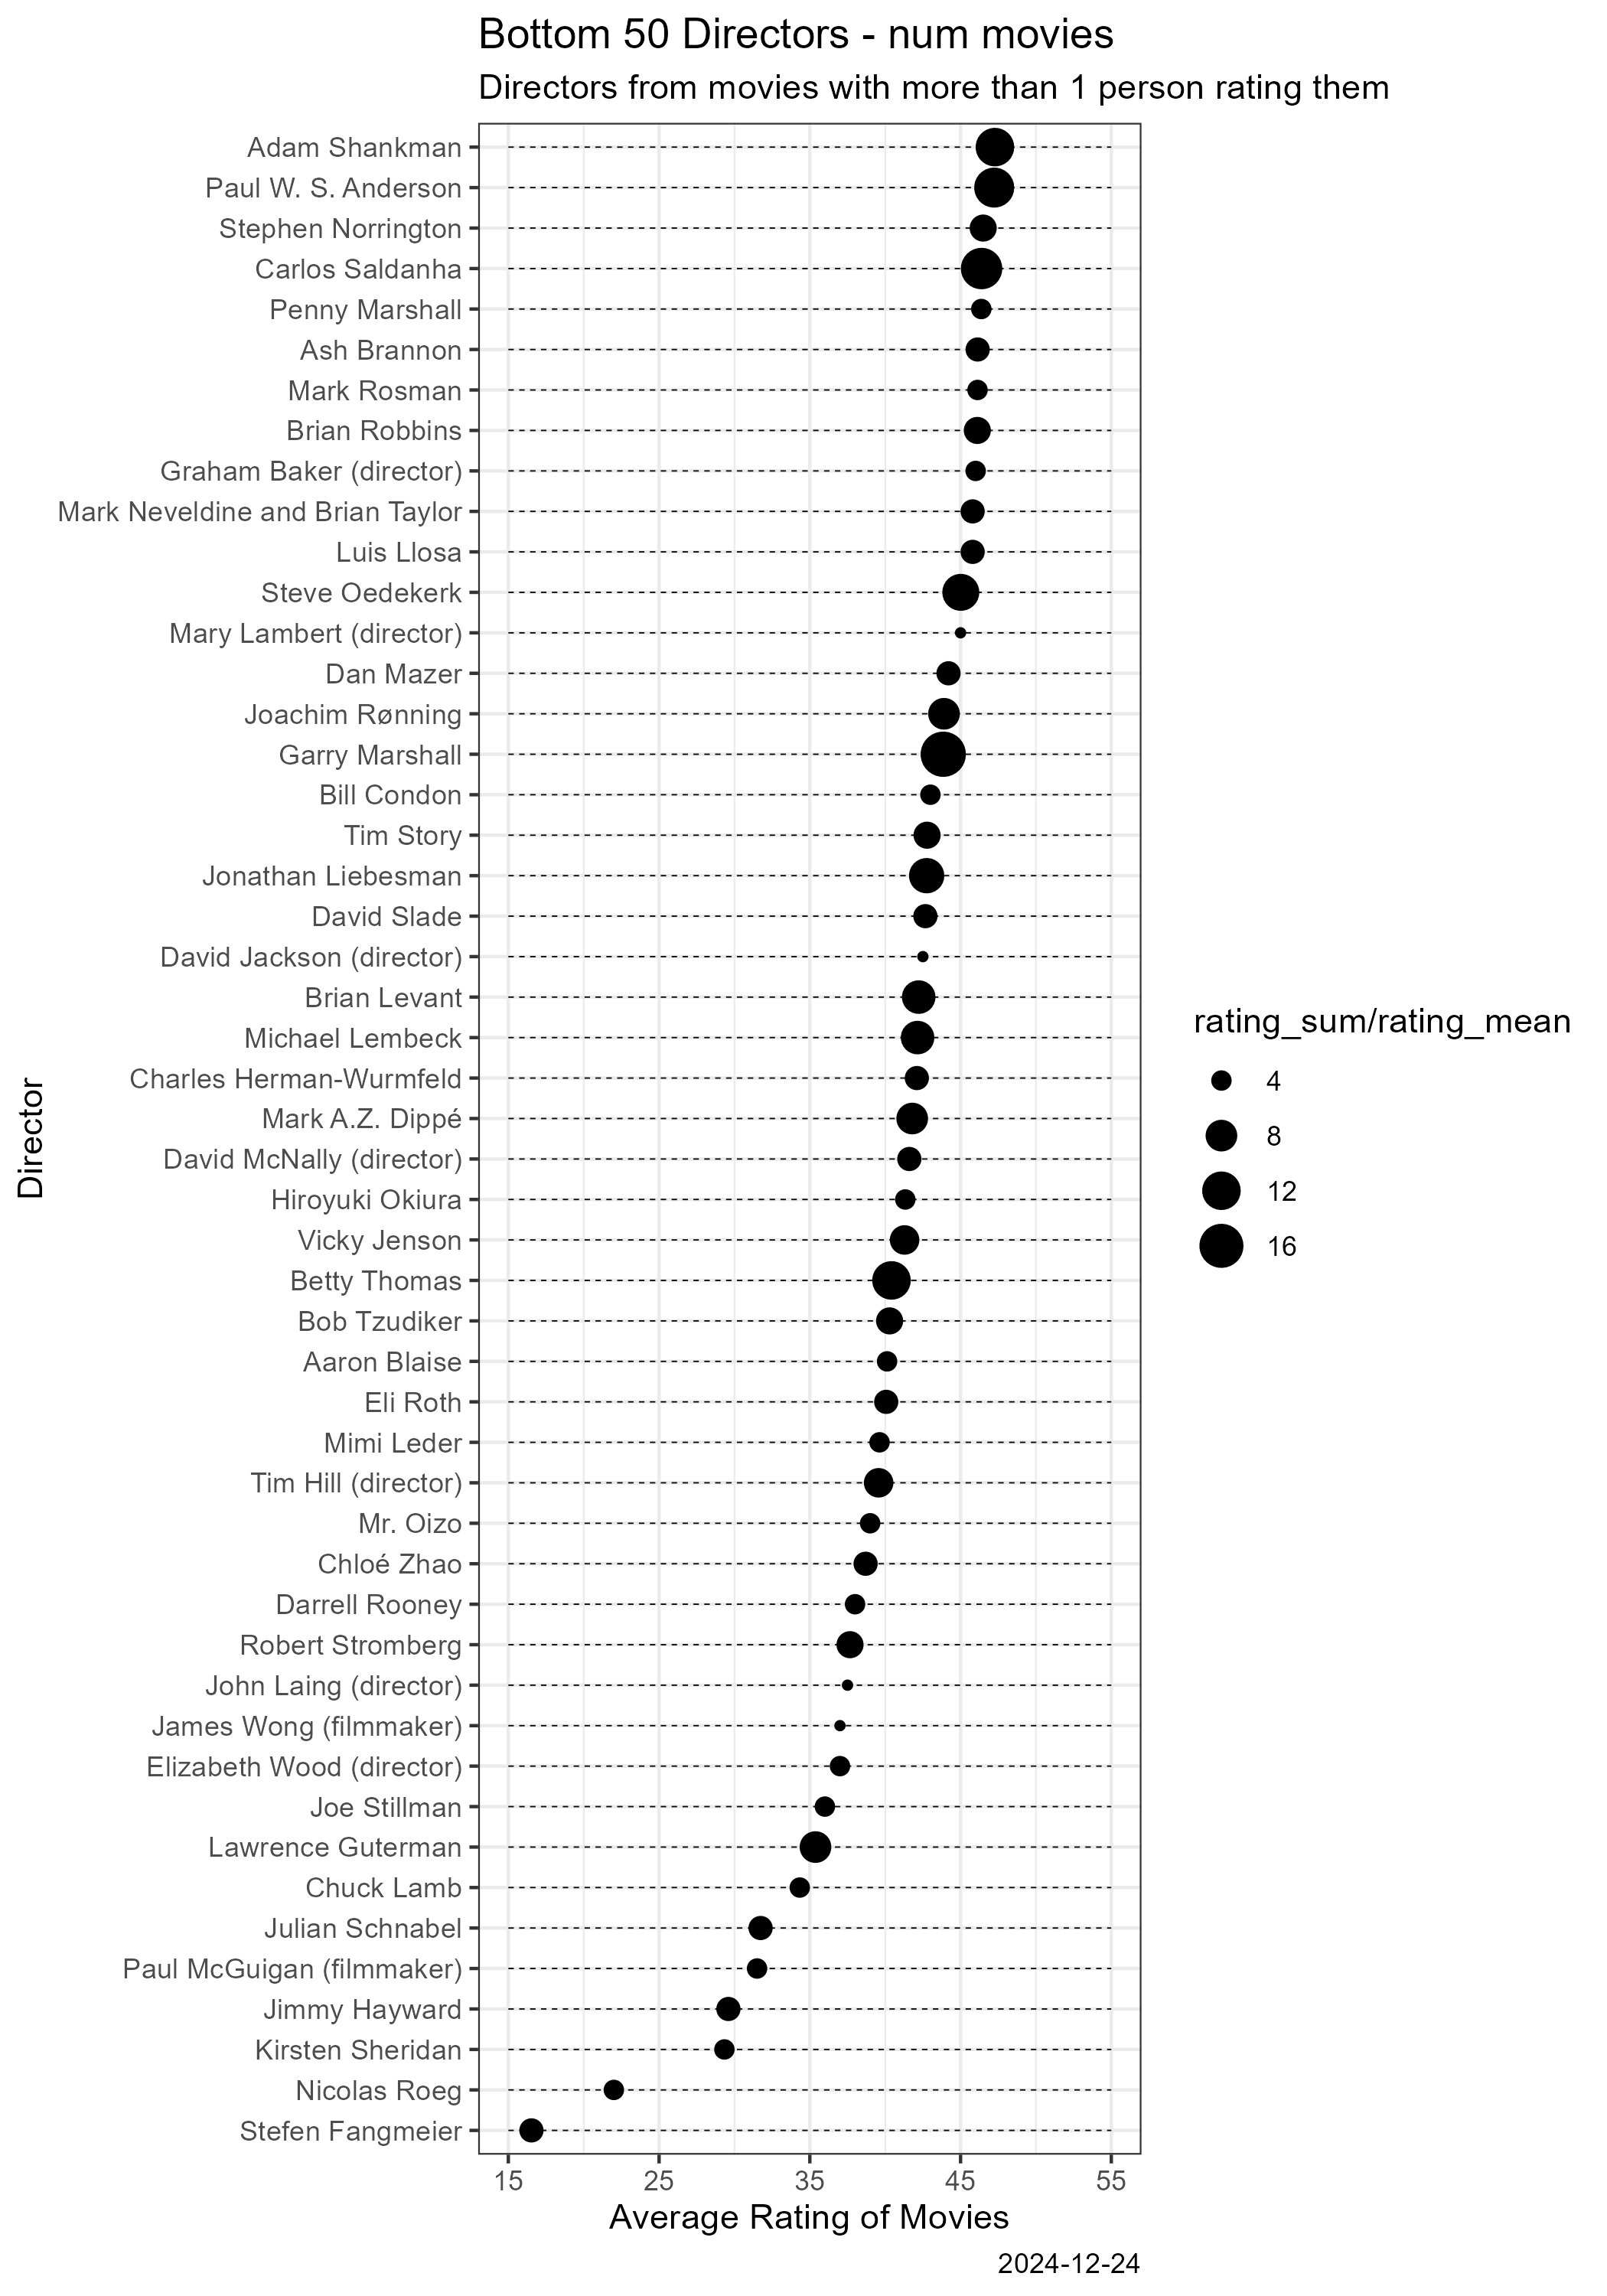 Bottom 50 Directors - num movies
Directors from movies with more than 1 person rating them
Adam Shankman
Paul W. S. Anderson
Stephen Norrington
Carlos Saldanha
Penny Marshall
Ash Brannon
Mark Rosman
Brian Robbins
Graham Baker (director)
Mark Neveldine and Brian Taylor
Luis Llosa
Steve Oedekerk
Mary Lambert (director)
Dan Mazer
Joachim Rønning
Garry Marshall
Bill Condon
Tim Story
Jonathan Liebesman
David Slade
David Jackson (director)
Brian Levant
Michael Lembeck
Charles Herman-Wurmfeld
Mark A.Z. Dippé
David McNally (director)
Hiroyuki Okiura
Vicky Jenson
Betty Thomas
Bob Tzudiker
Aaron Blaise
Eli Roth
Mimi Leder
Tim Hill (director)
Mr. Oizo
Chloé Zhao
Darrell Rooney
Robert Stromberg
John Laing (director)
James Wong (filmmaker)
Elizabeth Wood (director)
Joe Stillman
Lawrence Guterman
Chuck Lamb
Julian Schnabel
Paul McGuigan (filmmaker)
Jimmy Hayward
Kirsten Sheridan
Nicolas Roeg
Stefen Fangmeier
Director
15 25 35 45 55
Average Rating of Movies
2024-12-24
rating_sum/rating_mean
4
8
12
16